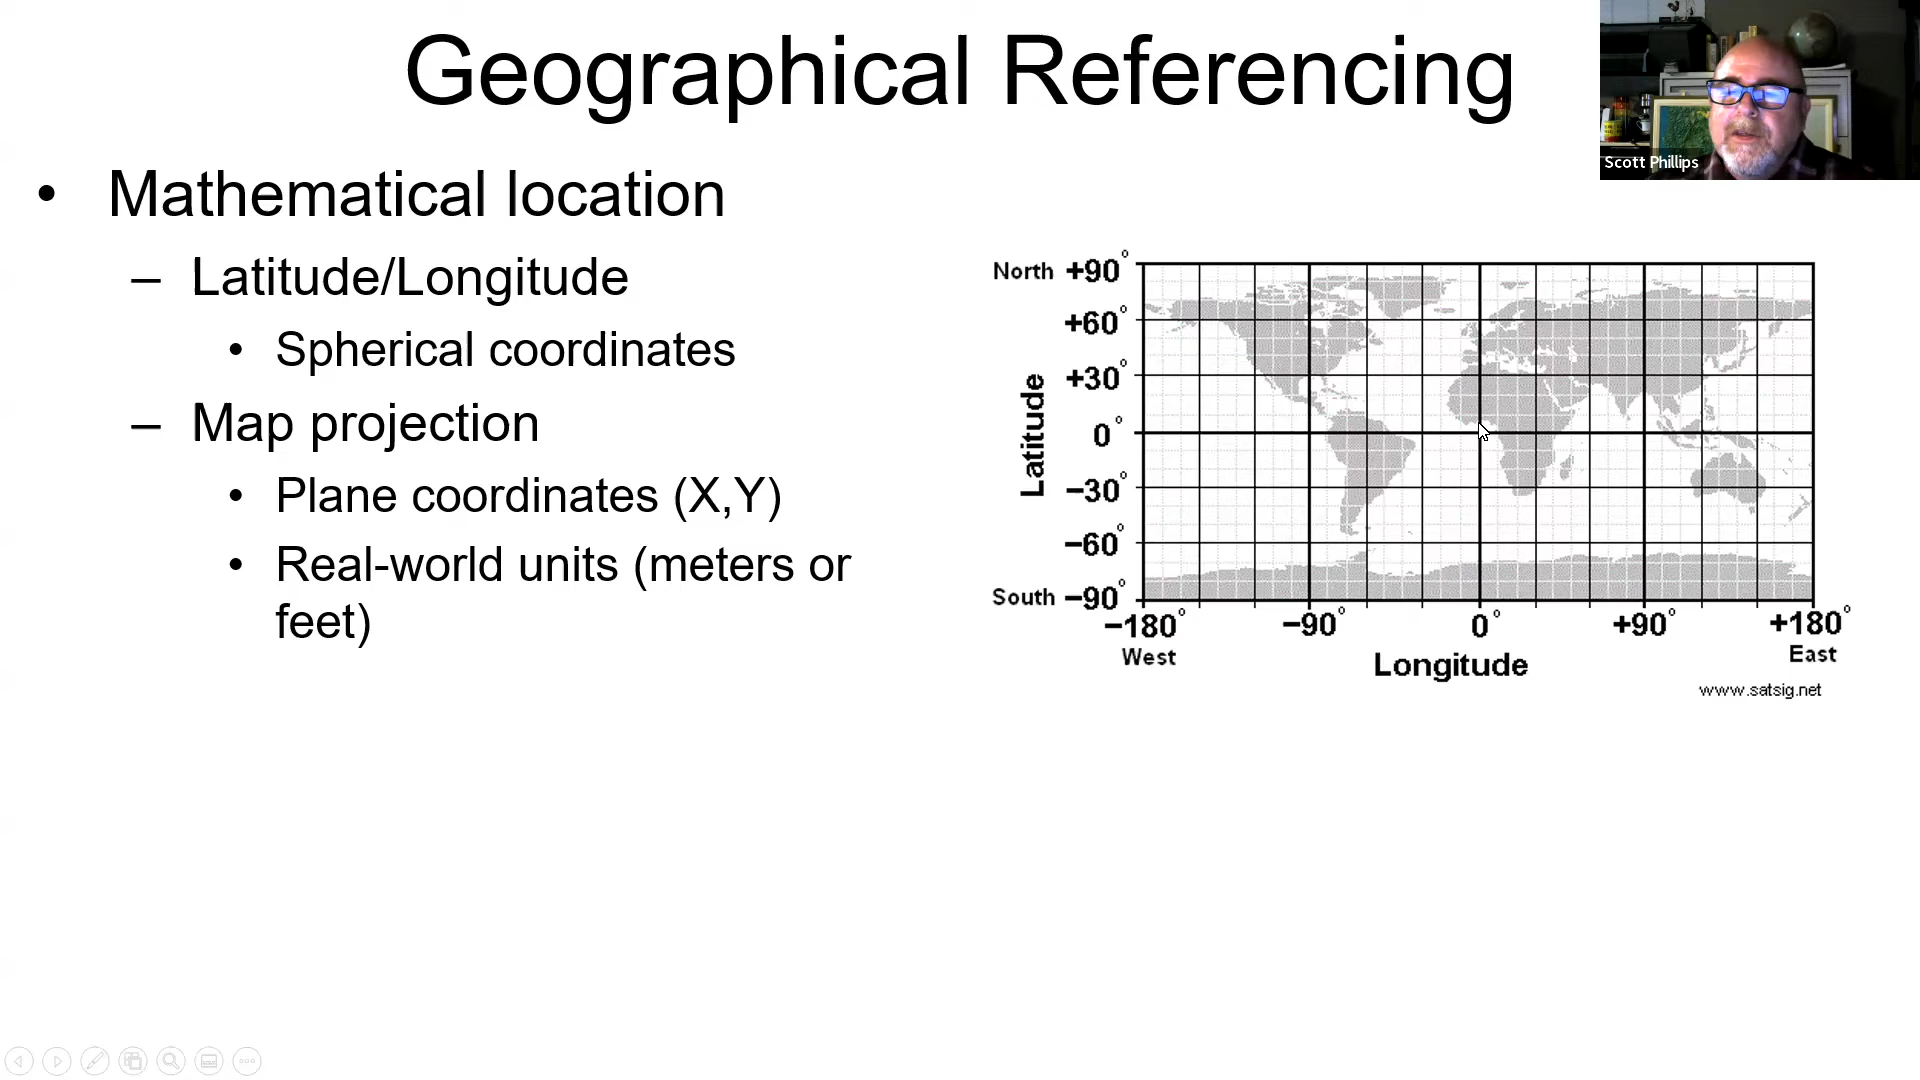 Geographical Referencing
Scott Phillips
• Mathematical location
– Latitude/Longitude
• Spherical coordinates
– Map projection
• Plane coordinates (X,Y)
• Real-world units (meters or
feet)
North +90°
+60°
+30°
0°
−30°
−60°
South −90°
Latitude
−180° −90° 0° +90° +180°
West East
Longitude
www.satsig.net